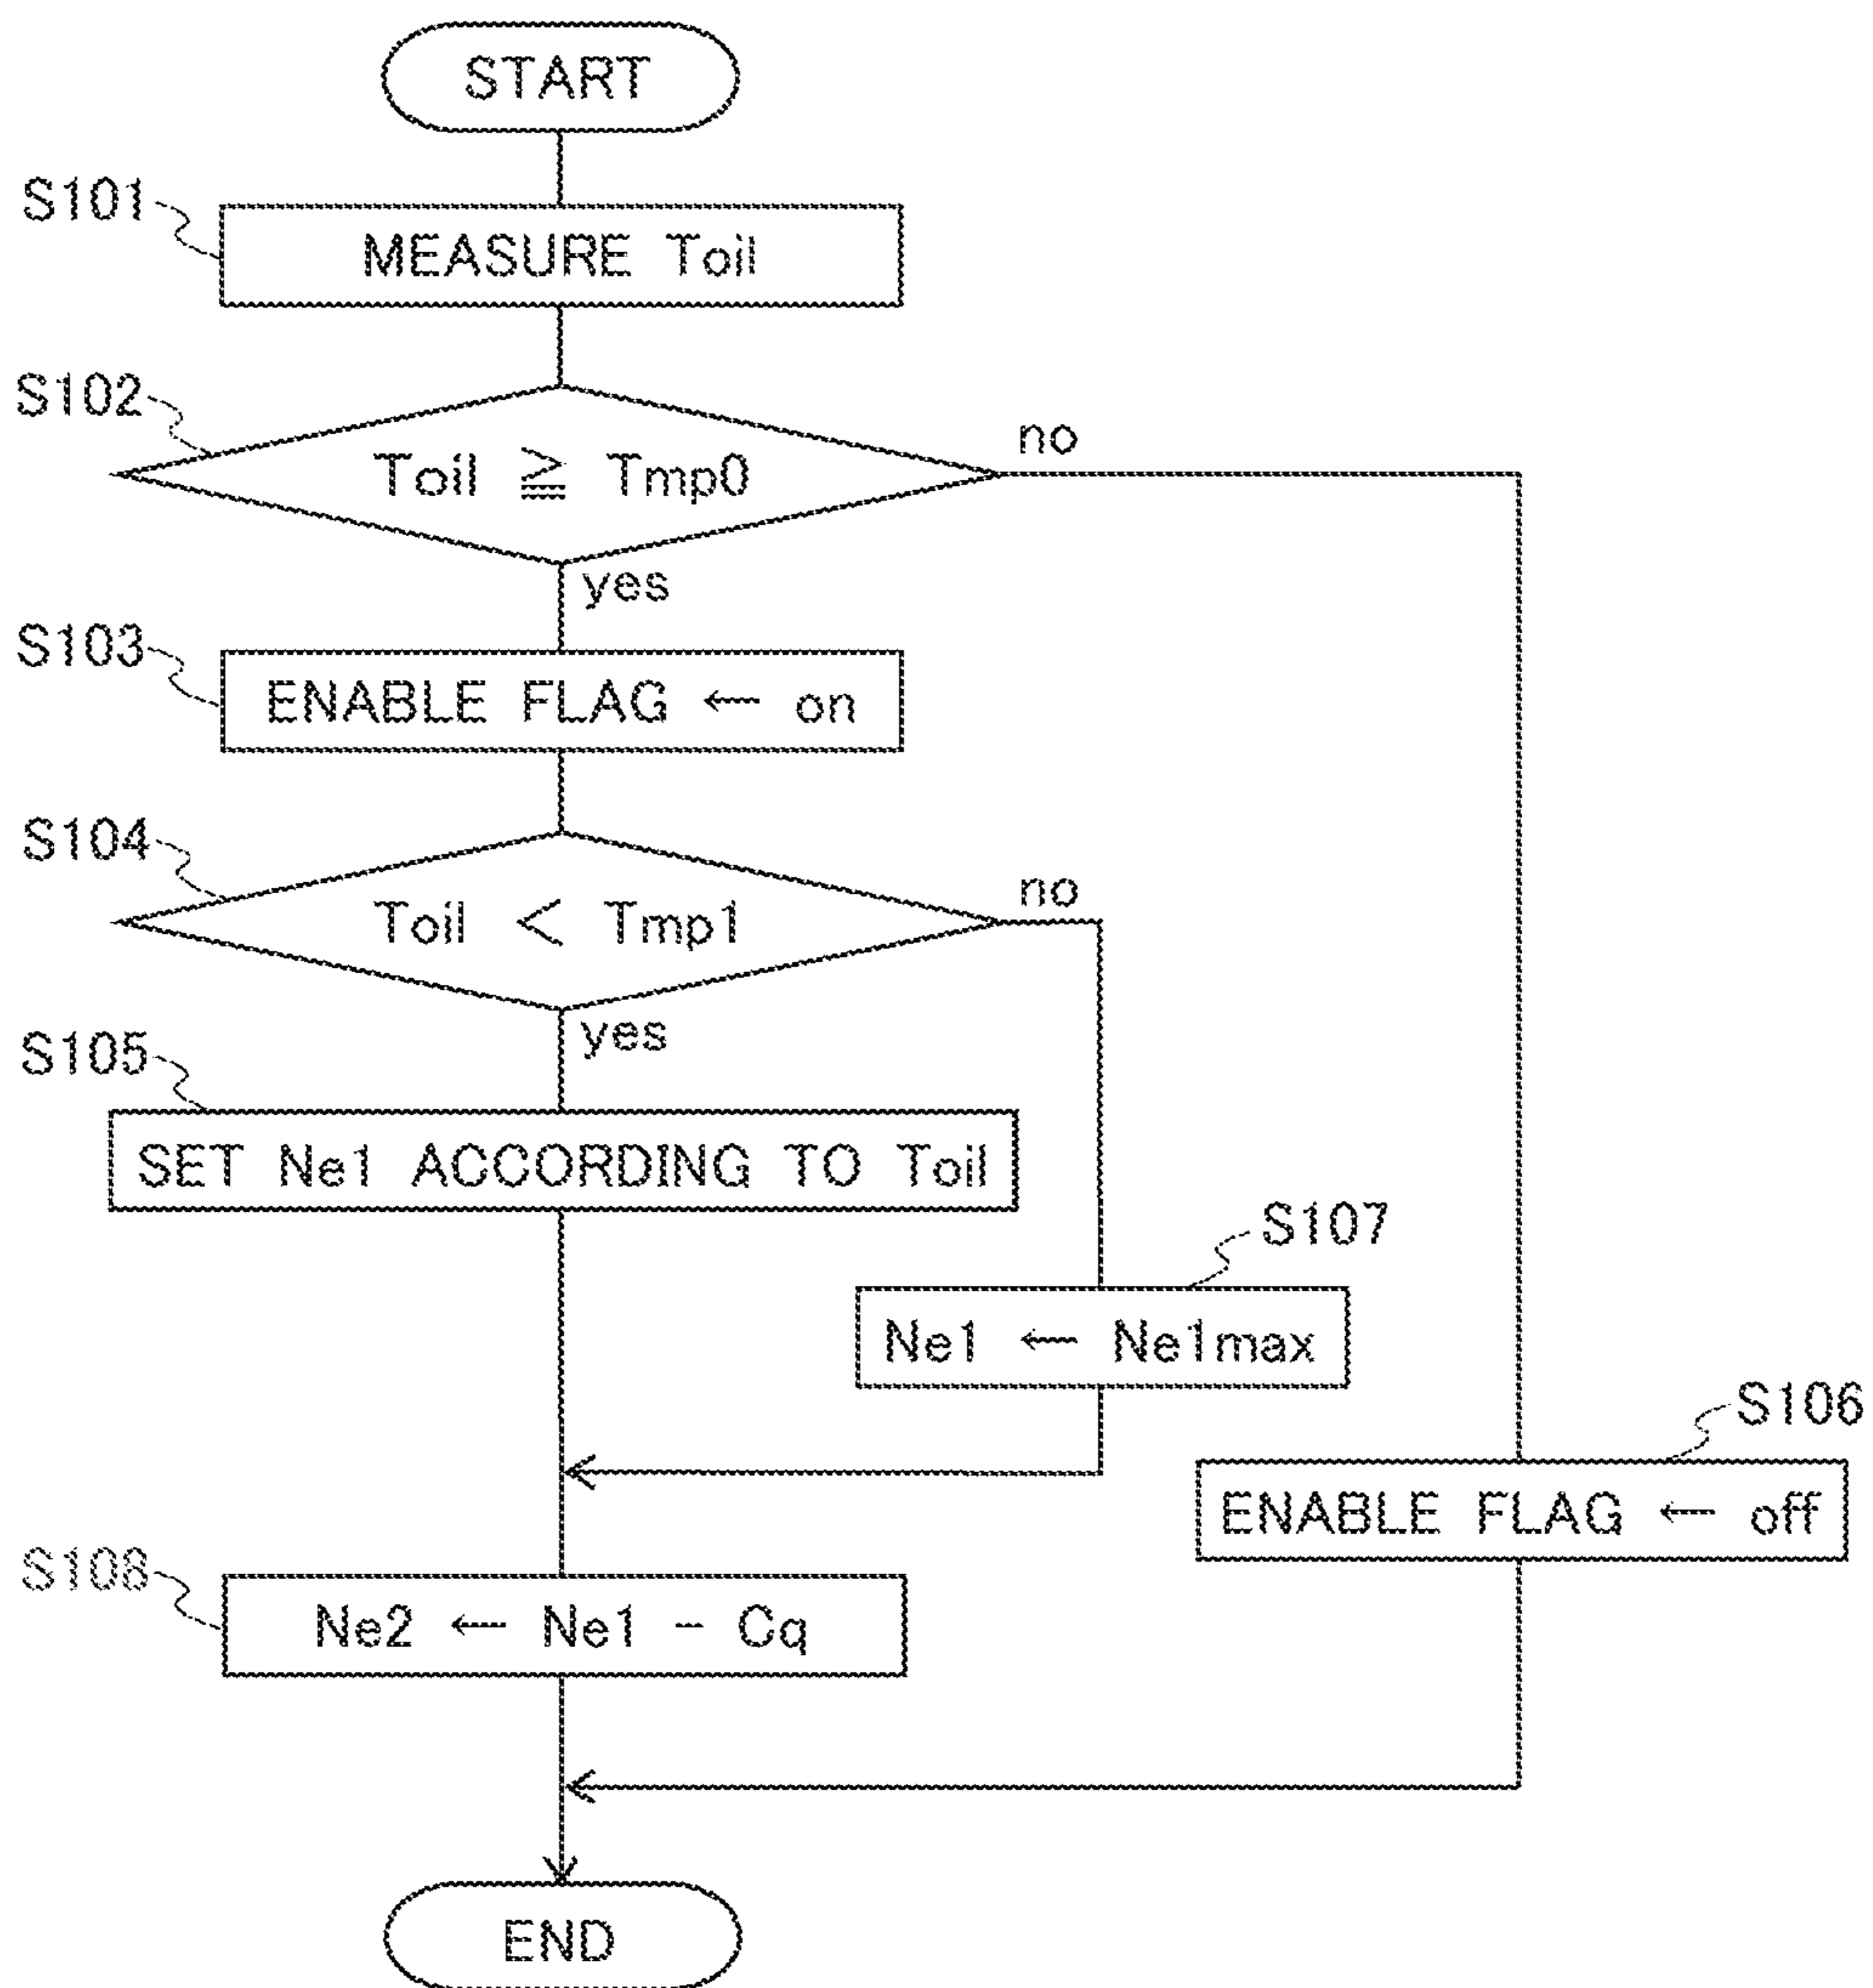 START
S101
MEASURE Toil
S102
Toil ≧ Tmp0
no
yes
S103
ENABLE FLAG ← on
S104
Toil < Tmp1
no
yes
S105
SET Ne1 ACCORDING TO Toil
S107
Ne1 ← Ne1max
S106
ENABLE FLAG ← off
S108
Ne2 ← Ne1 - Cq
END